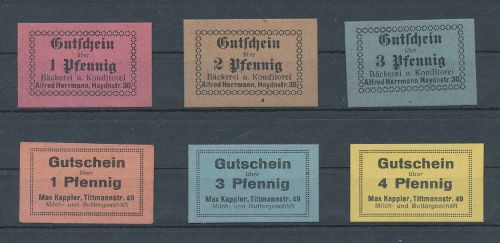 Gutschein
über
1 Pfennig
Bäckerei u. Konditorei
Alfred Herrmann, Haydnstr. 30.
Gutschein
über
2 Pfennig
Bäckerei u. Konditorei
Alfred Herrmann, Haydnstr. 30.
Gutschein
über
3 Pfennig
Bäckerei u. Konditorei
Alfred Herrmann, Haydnstr. 30.
Gutschein
über
1 Pfennig
Max Kappler, Tittmannstr. 49
Milch- und Buttergeschäft
Gutschein
über
3 Pfennig
Max Kappler, Tittmannstr. 49
Milch- und Buttergeschäft
Gutschein
über
4 Pfennig
Max Kappler, Tittmannstr. 49
Milch- und Buttergeschäft